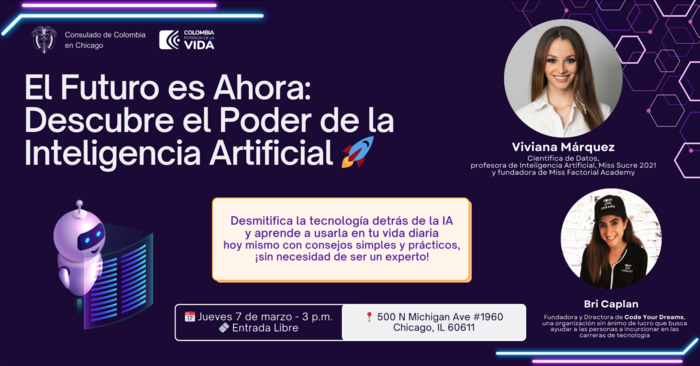 Consulado de Colombia
en Chicago
COLOMBIA
POTENCIA DE LA
VIDA
El Futuro es Ahora:
Descubre el Poder de la
Inteligencia Artificial 🚀
Viviana Márquez
Científica de Datos,
profesora de Inteligencia Artificial, Miss Sucre 2021
y fundadora de Miss Factorial Academy
Desmitifica la tecnología detrás de la IA
y aprende a usarla en tu vida diaria
hoy mismo con consejos simples y prácticos,
¡sin necesidad de ser un experto!
Bri Caplan
Fundadora y Directora de Code Your Dreams,
una organización sin ánimo de lucro que busca
ayudar a las personas a incursionar en las
carreras de tecnología
📅 Jueves 7 de marzo - 3 p.m.
🎟️ Entrada Libre
📍 500 N Michigan Ave #1960
Chicago, IL 60611